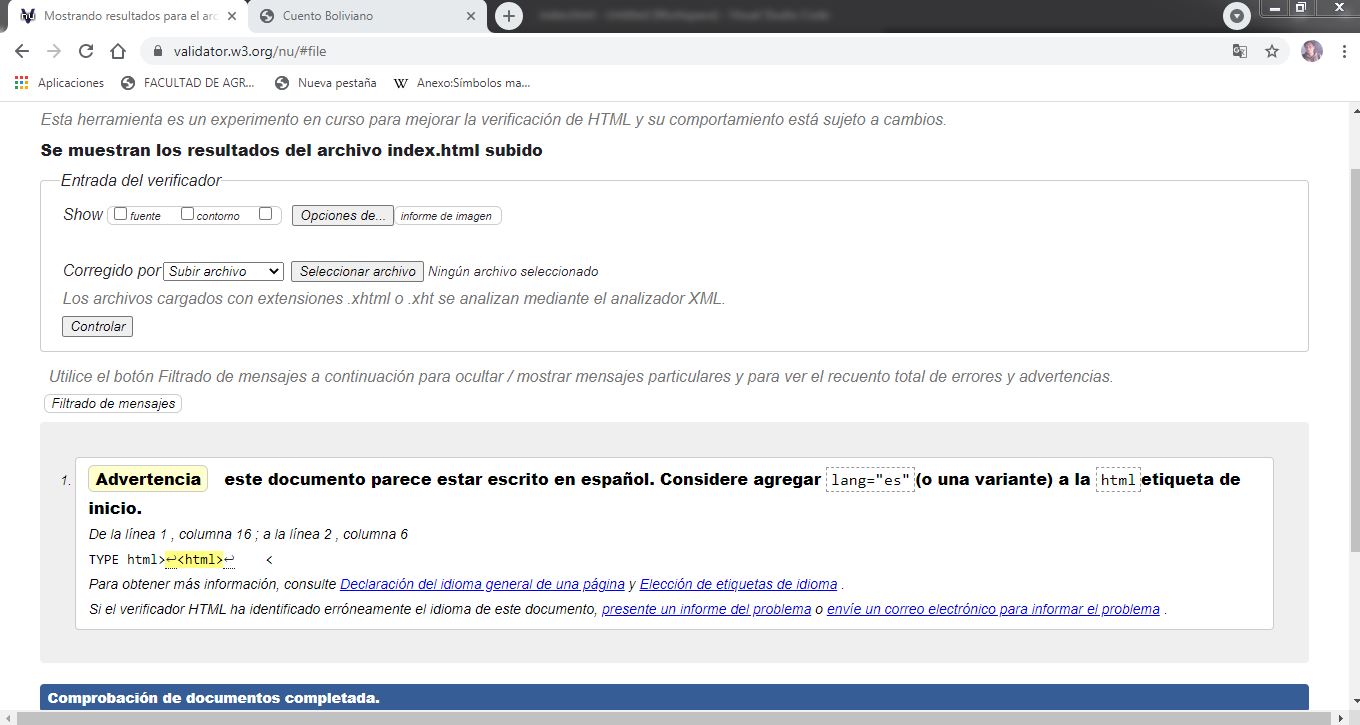 Mostrando resultados para el arc
Cuento Boliviano
validator.w3.org/nu/#file
Aplicaciones
FACULTAD DE AGR...
Nueva pestaña
W Anexo:Símbolos ma...
Esta herramienta es un experimento en curso para mejorar la verificación de HTML y su comportamiento está sujeto a cambios.
Se muestran los resultados del archivo index.html subido
Entrada del verificador
Show fuente contorno Opciones de... informe de imagen
Corregido por Subir archivo Seleccionar archivo Ningún archivo seleccionado
Los archivos cargados con extensiones .xhtml o .xht se analizan mediante el analizador XML.
Controlar
Utilice el botón Filtrado de mensajes a continuación para ocultar / mostrar mensajes particulares y para ver el recuento total de errores y advertencias.
Filtrado de mensajes
1. Advertencia este documento parece estar escrito en español. Considere agregar lang="es" (o una variante) a la html etiqueta de
inicio.
De la línea 1 , columna 16 ; a la línea 2 , columna 6
TYPE html>↩<html>↩ <
Para obtener más información, consulte Declaración del idioma general de una página y Elección de etiquetas de idioma .
Si el verificador HTML ha identificado erróneamente el idioma de este documento, presente un informe del problema o envíe un correo electrónico para informar el problema .
Comprobación de documentos completada.